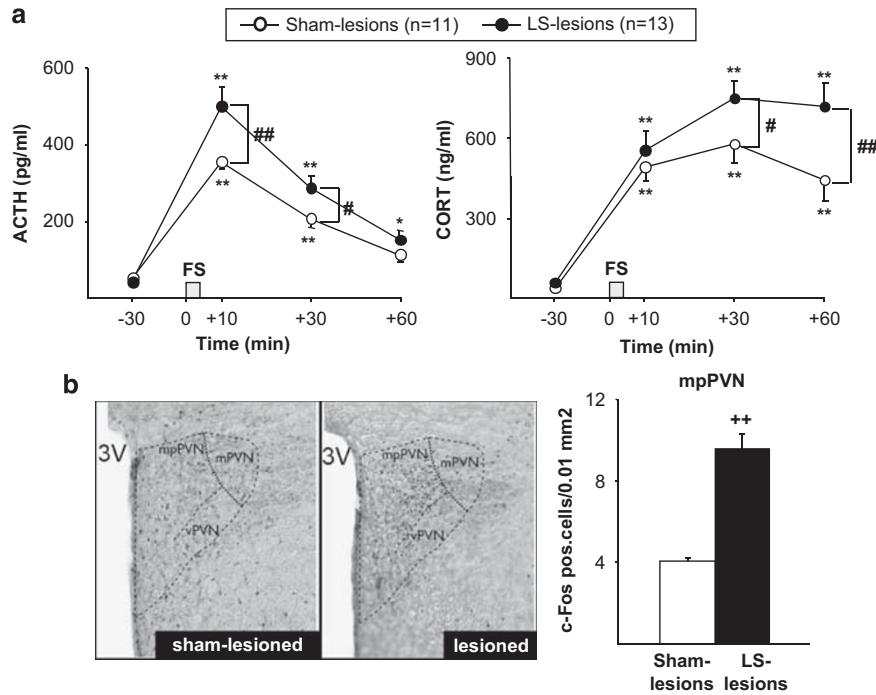 a
Sham-lesions (n=11) LS-lesions (n=13)
ACTH (pg/ml)
600
400
200
** ## ** ** # ** *
FS
-30 0 +10 +30 +60
Time (min)
CORT (ng/ml)
900
600
300
** ** ** # ** ** ## **
FS
-30 0 +10 +30 +60
Time (min)
b
3V mpPVN mPVN vPVN
sham-lesioned
3V mpPVN mPVN vPVN
lesioned
mpPVN
c-Fos pos.cells/0.01 mm2
12
9
4
++
Sham-lesions
LS-lesions